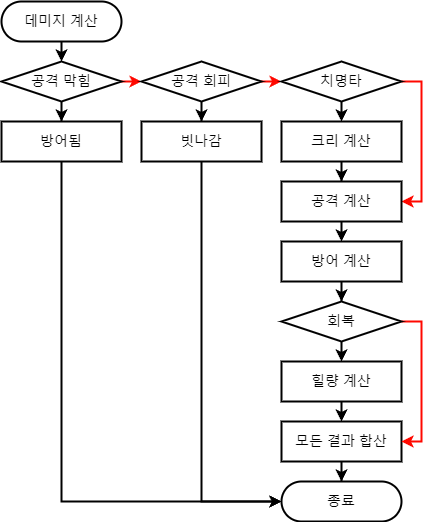 데미지 계산
공격 막힘
공격 회피
치명타
방어됨
빗나감
크리 계산
공격 계산
방어 계산
회복
힐량 계산
모든 결과 합산
종료